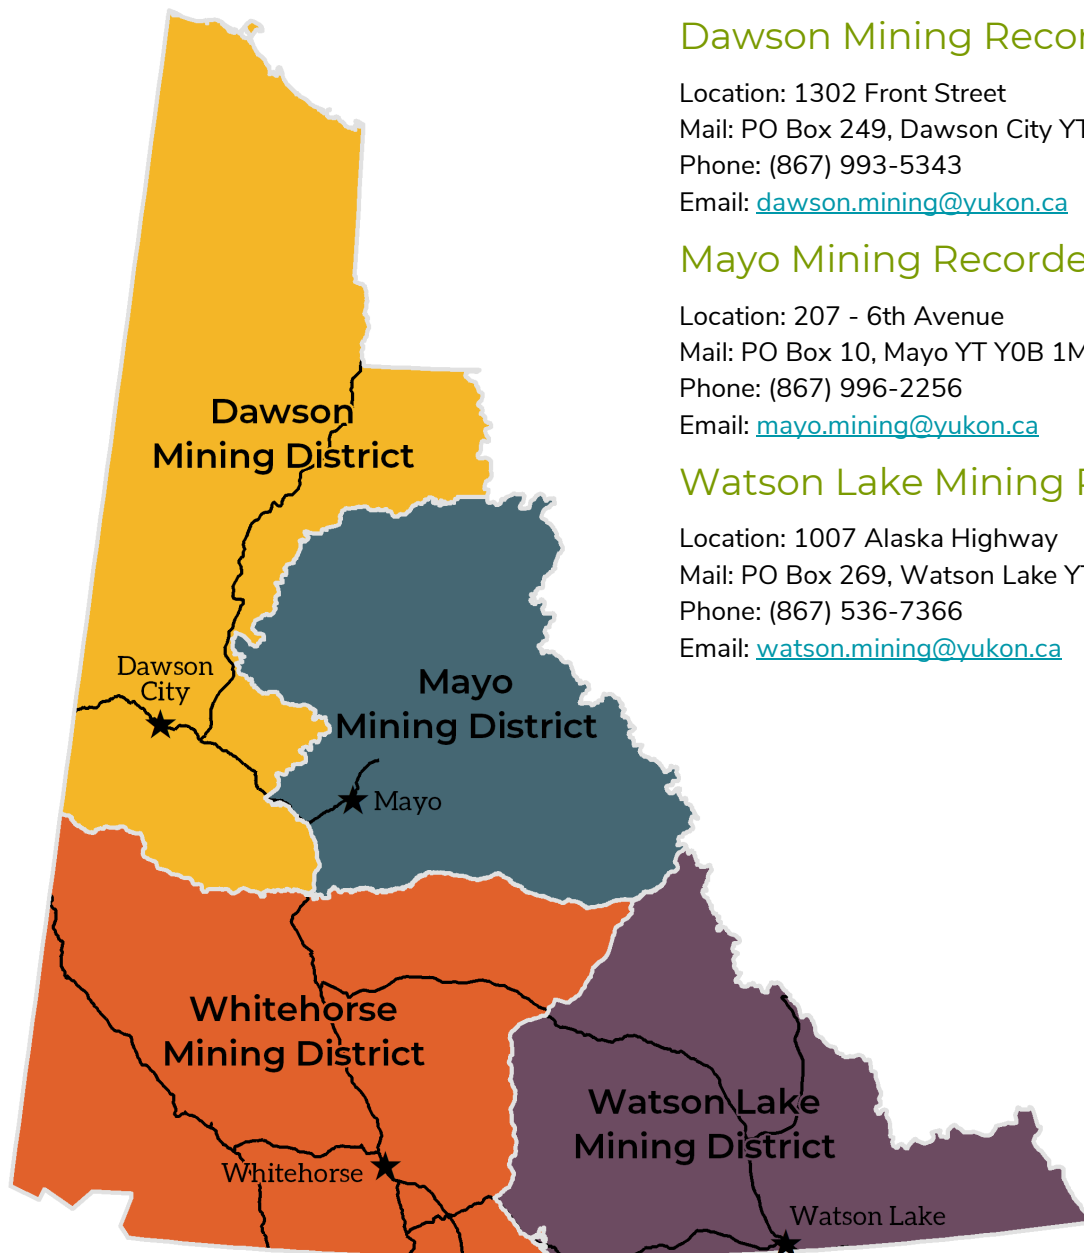 Dawson Mining Recor
Location: 1302 Front Street
Mail: PO Box 249, Dawson City YT
Phone: (867) 993-5343
Email: dawson.mining@yukon.ca
Mayo Mining Recorde
Location: 207 - 6th Avenue
Mail: PO Box 10, Mayo YT Y0B 1M
Phone: (867) 996-2256
Email: mayo.mining@yukon.ca
Watson Lake Mining
Location: 1007 Alaska Highway
Mail: PO Box 269, Watson Lake YT
Phone: (867) 536-7366
Email: watson.mining@yukon.ca
Dawson
Mining District
Dawson
City
Mayo
Mining District
Mayo
Whitehorse
Mining District
Whitehorse
Watson Lake
Mining District
Watson Lake